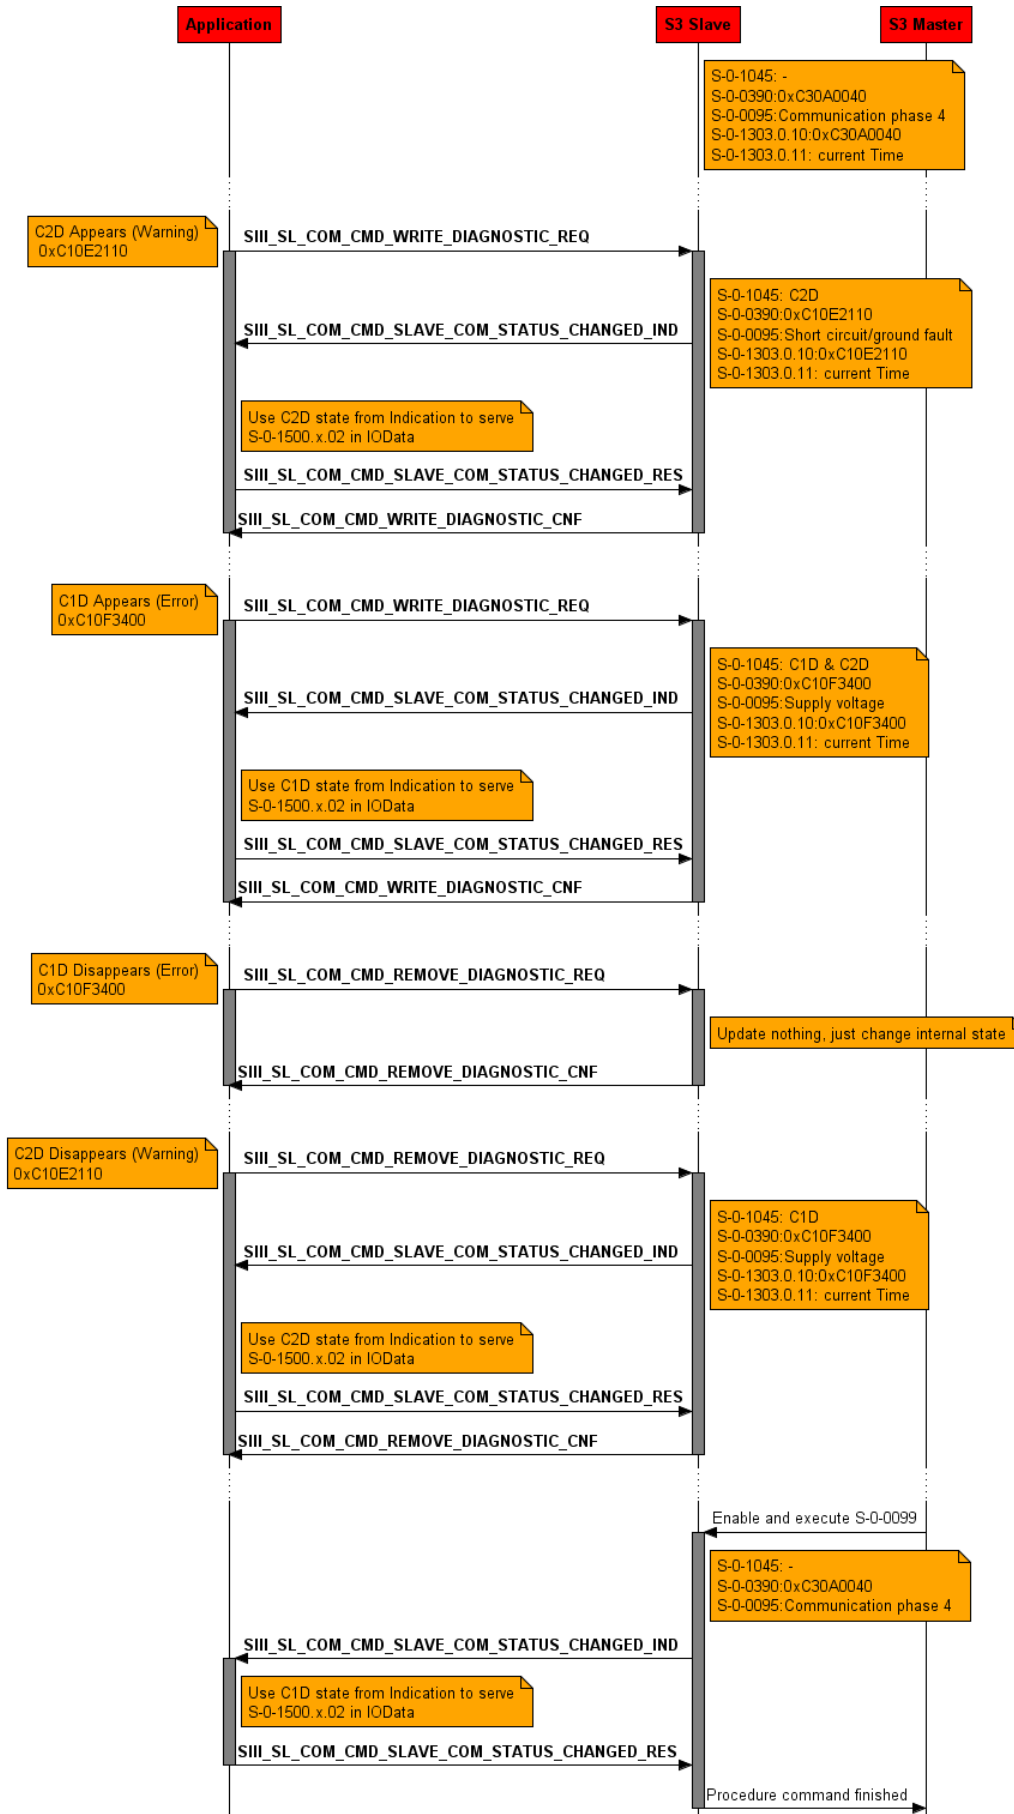 Application
S3 Slave
S3 Master
S-0-1045: -
S-0-0390:0xC30A0040
S-0-0095:Communication phase 4
S-0-1303.0.10:0xC30A0040
S-0-1303.0.11: current Time
C2D Appears (Warning)
0xC10E2110
SIII_SL_COM_CMD_WRITE_DIAGNOSTIC_REQ
S-0-1045: C2D
S-0-0390:0xC10E2110
S-0-0095:Short circuit/ground fault
S-0-1303.0.10:0xC10E2110
S-0-1303.0.11: current Time
SIII_SL_COM_CMD_SLAVE_COM_STATUS_CHANGED_IND
Use C2D state from Indication to serve
S-0-1500.x.02 in IOData
SIII_SL_COM_CMD_SLAVE_COM_STATUS_CHANGED_RES
SIII_SL_COM_CMD_WRITE_DIAGNOSTIC_CNF
C1D Appears (Error)
0xC10F3400
SIII_SL_COM_CMD_WRITE_DIAGNOSTIC_REQ
S-0-1045: C1D & C2D
S-0-0390:0xC10F3400
S-0-0095:Supply voltage
S-0-1303.0.10:0xC10F3400
S-0-1303.0.11: current Time
SIII_SL_COM_CMD_SLAVE_COM_STATUS_CHANGED_IND
Use C1D state from Indication to serve
S-0-1500.x.02 in IOData
SIII_SL_COM_CMD_SLAVE_COM_STATUS_CHANGED_RES
SIII_SL_COM_CMD_WRITE_DIAGNOSTIC_CNF
C1D Disappears (Error)
0xC10F3400
SIII_SL_COM_CMD_REMOVE_DIAGNOSTIC_REQ
Update nothing, just change internal state
SIII_SL_COM_CMD_REMOVE_DIAGNOSTIC_CNF
C2D Disappears (Warning)
0xC10E2110
SIII_SL_COM_CMD_REMOVE_DIAGNOSTIC_REQ
S-0-1045: C1D
S-0-0390:0xC10F3400
S-0-0095:Supply voltage
S-0-1303.0.10:0xC10F3400
S-0-1303.0.11: current Time
SIII_SL_COM_CMD_SLAVE_COM_STATUS_CHANGED_IND
Use C2D state from Indication to serve
S-0-1500.x.02 in IOData
SIII_SL_COM_CMD_SLAVE_COM_STATUS_CHANGED_RES
SIII_SL_COM_CMD_REMOVE_DIAGNOSTIC_CNF
Enable and execute S-0-0099
S-0-1045: -
S-0-0390:0xC30A0040
S-0-0095:Communication phase 4
SIII_SL_COM_CMD_SLAVE_COM_STATUS_CHANGED_IND
Use C1D state from Indication to serve
S-0-1500.x.02 in IOData
SIII_SL_COM_CMD_SLAVE_COM_STATUS_CHANGED_RES
Procedure command finished